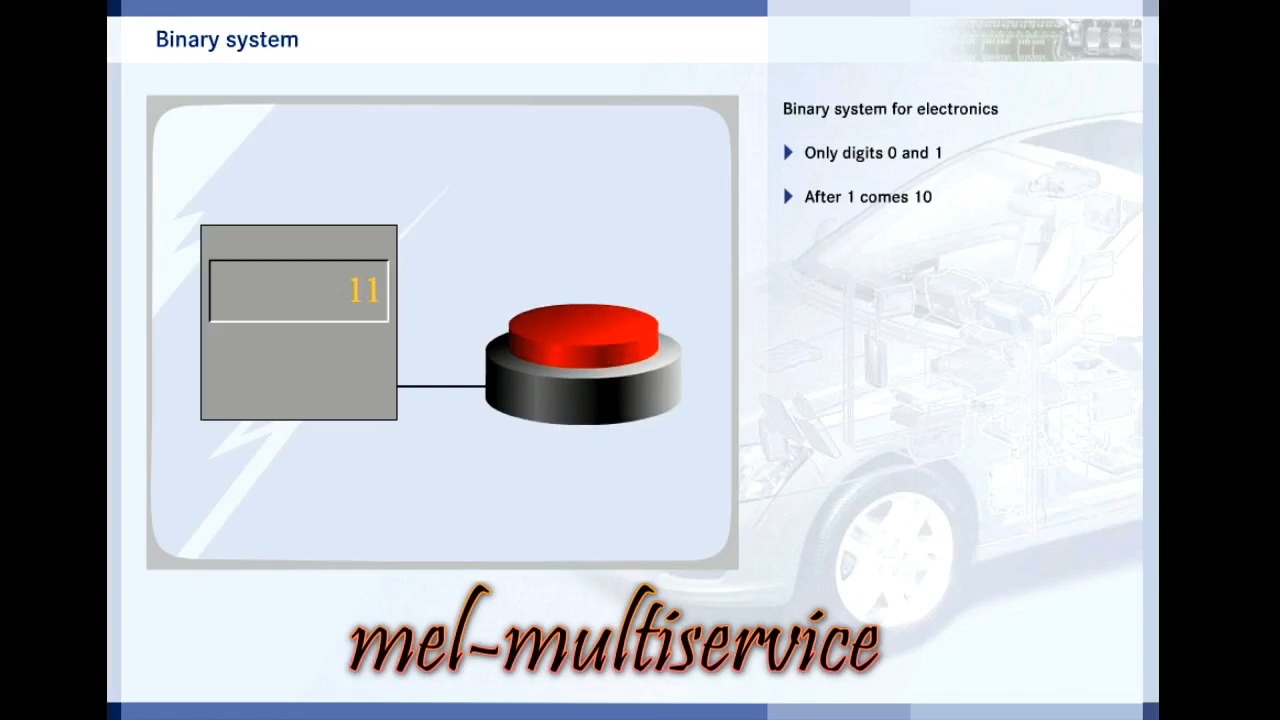 Binary system
Binary system for electronics
Only digits 0 and 1
After 1 comes 10
11
mel-multiservice